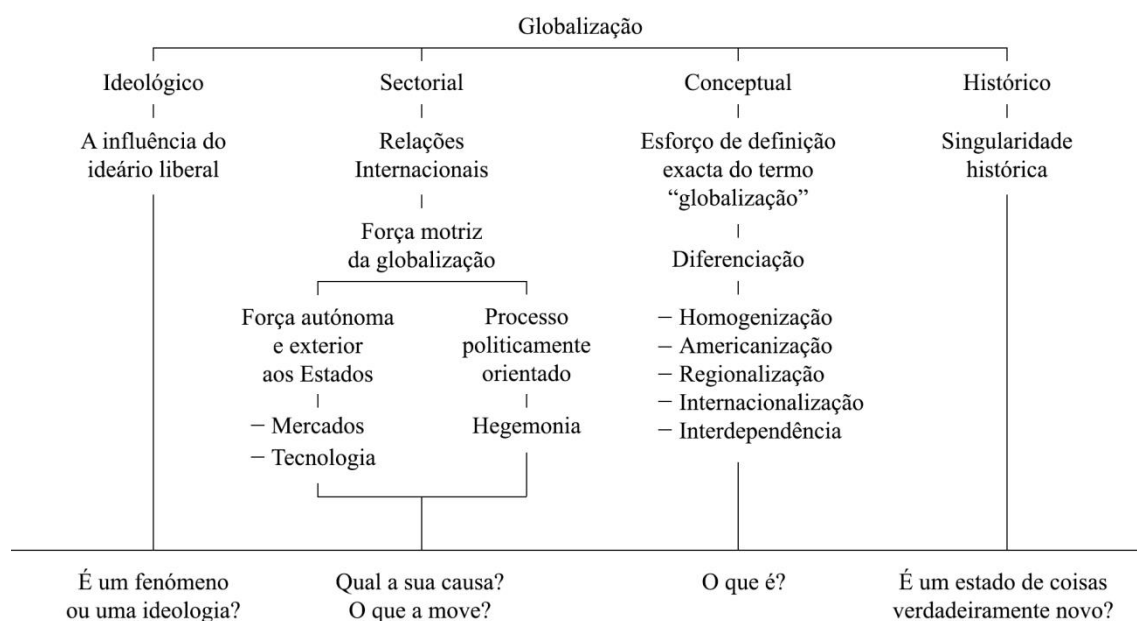 Globalização
Ideológico
A influência do
ideário liberal
É um fenómeno
ou uma ideologia?
Sectorial
Relações
Internacionais
Força motriz
da globalização
Força autónoma
e exterior
aos Estados
– Mercados
– Tecnologia
Processo
politicamente
orientado
Hegemonia
Qual a sua causa?
O que a move?
Conceptual
Esforço de definição
exacta do termo
“globalização”
Diferenciação
– Homogenização
– Americanização
– Regionalização
– Internacionalização
– Interdependência
O que é?
Histórico
Singularidade
histórica
É um estado de coisas
verdadeiramente novo?